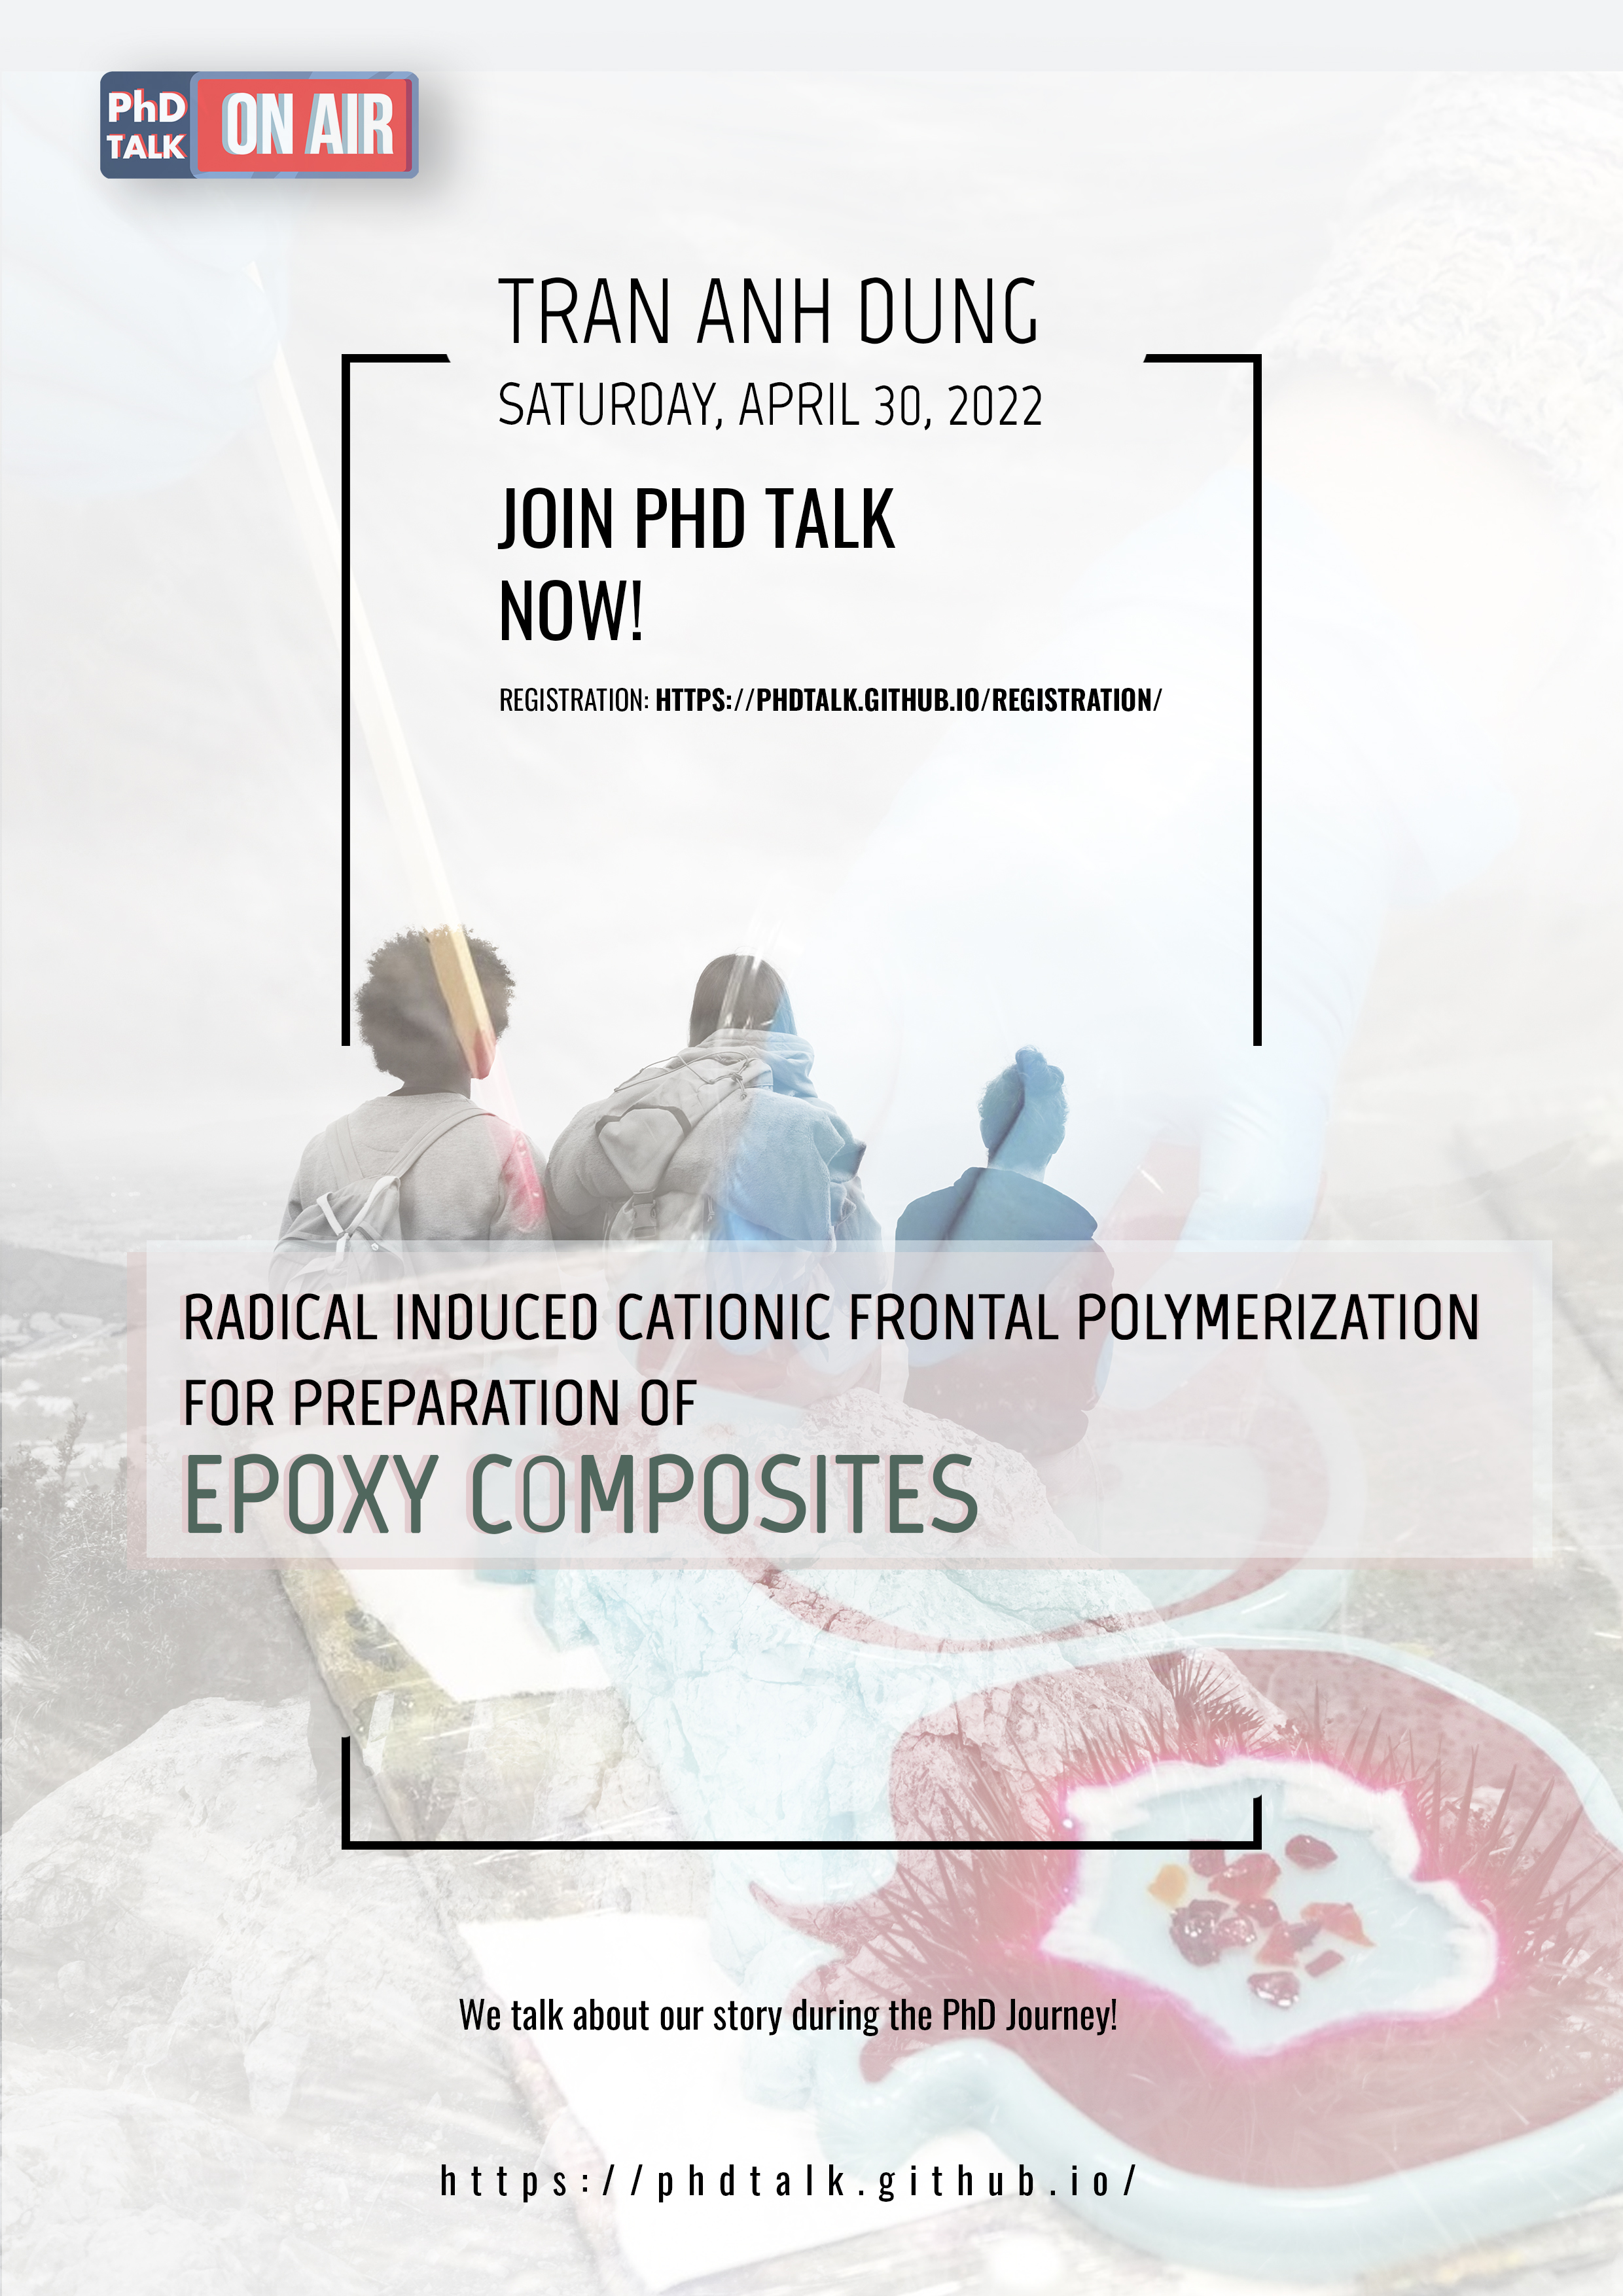 PhD
TALK
ON AIR
TRAN ANH DUNG
SATURDAY, APRIL 30, 2022
JOIN PHD TALK
NOW!
REGISTRATION: HTTPS://PHDTALK.GITHUB.IO/REGISTRATION/
RADICAL INDUCED CATIONIC FRONTAL POLYMERIZATION
FOR PREPARATION OF
EPOXY COMPOSITES
We talk about our story during the PhD Journey!
https://phdtalk.github.io/